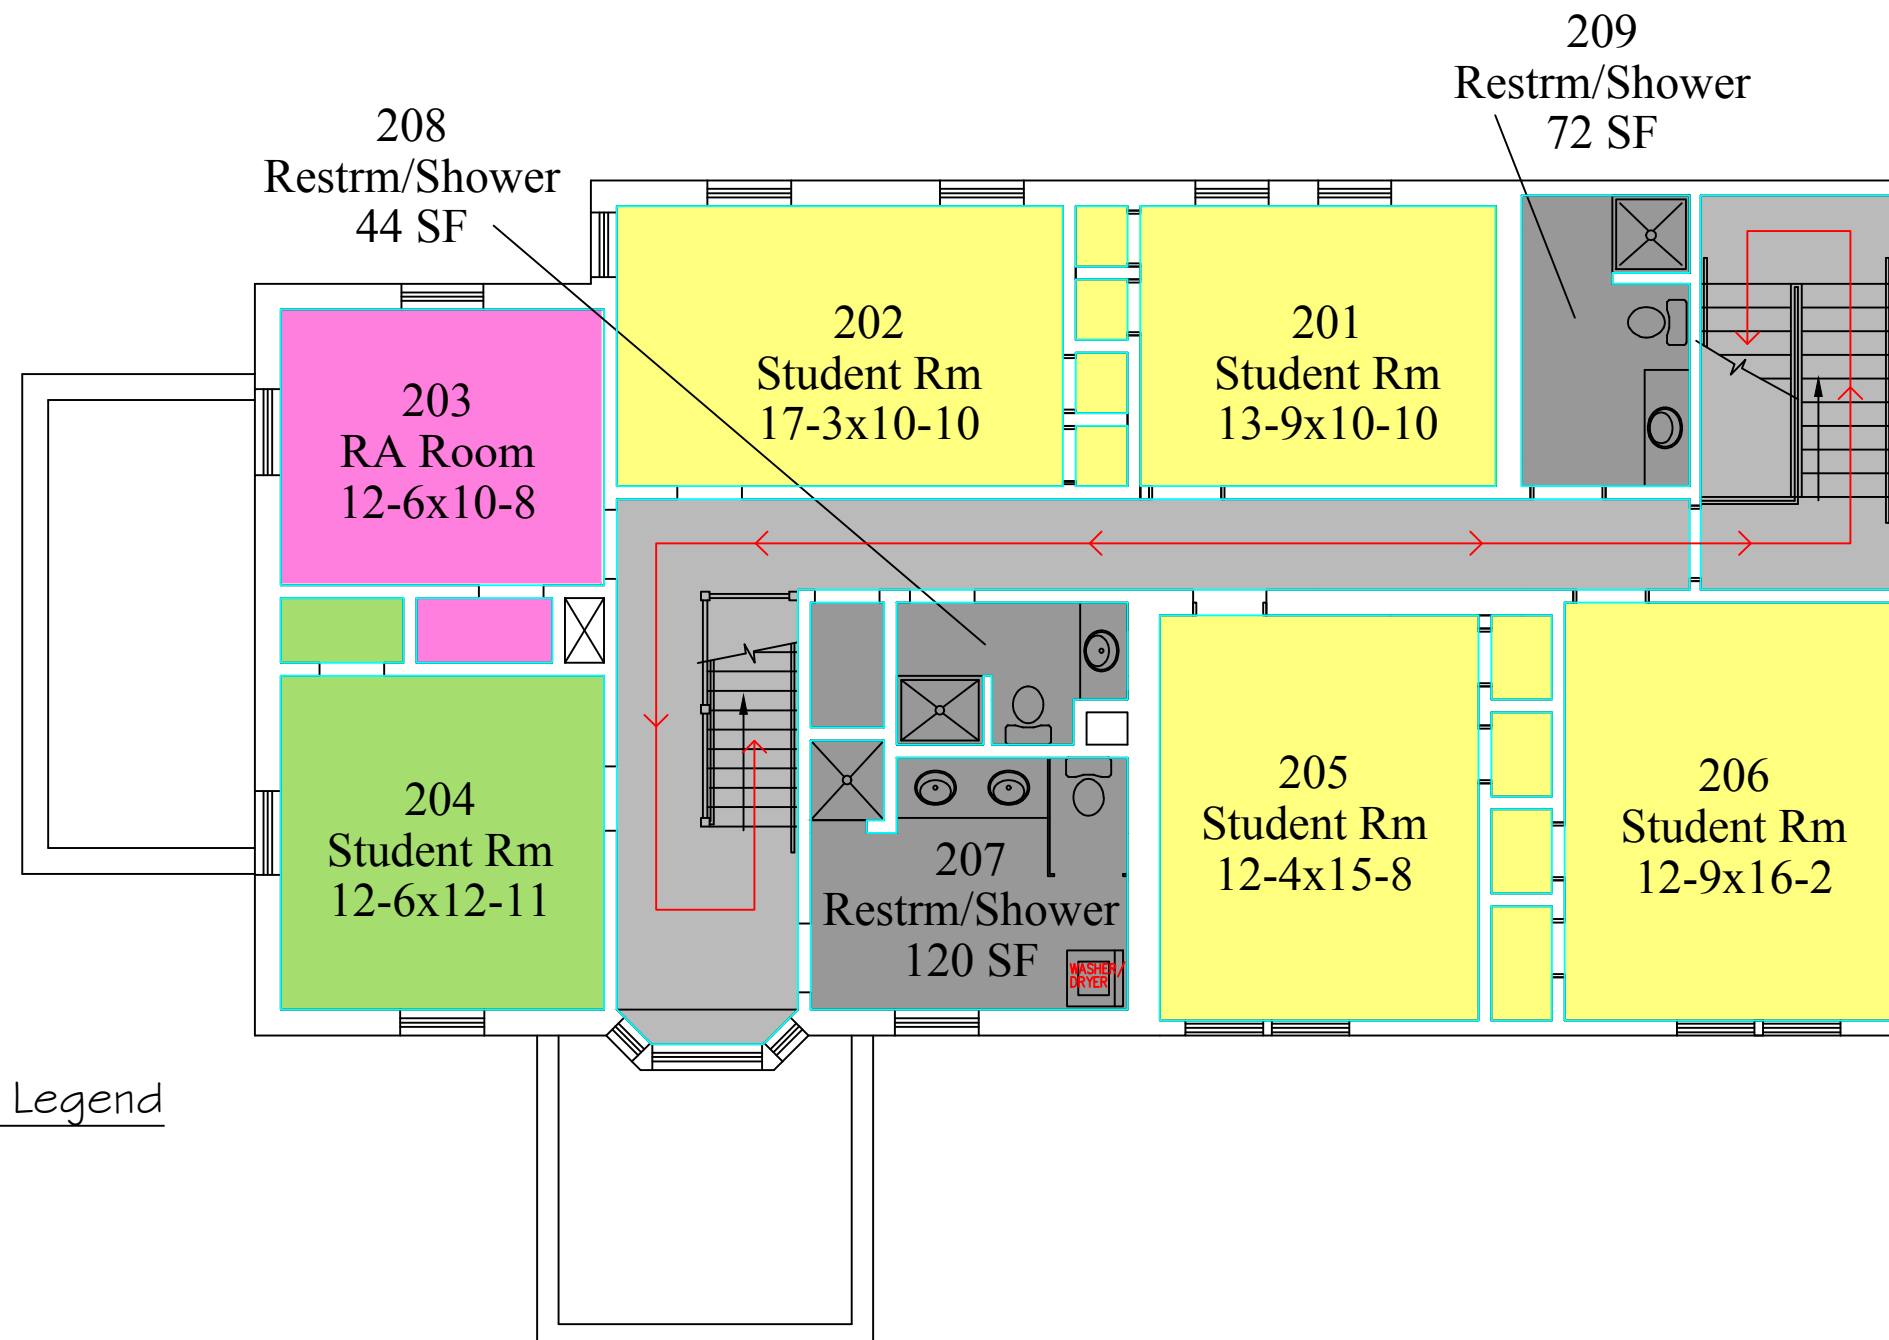 209
Restrm/Shower
72 SF
208
Restrm/Shower
44 SF
202
Student Rm
17-3x10-10
201
Student Rm
13-9x10-10
203
RA Room
12-6x10-8
204
Student Rm
12-6x12-11
205
Student Rm
12-4x15-8
206
Student Rm
12-9x16-2
207
Restrm/Shower
120 SF
WASHER/
DRYER
Legend